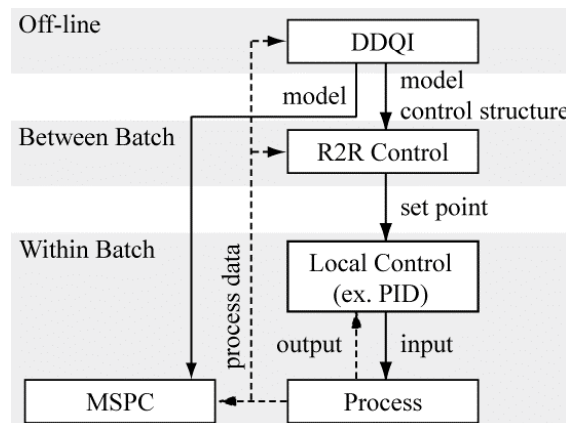 Off-line
DDQI
model
model
control structure
Between Batch
R2R Control
set point
Within Batch
Local Control
(ex. PID)
process data
output
input
MSPC
Process